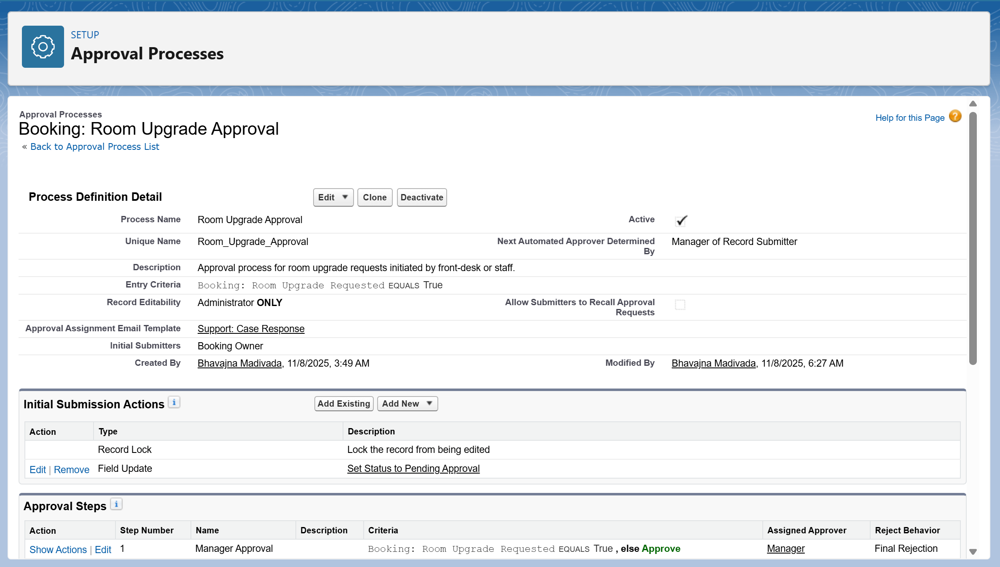 SETUP
Approval Processes
Approval Processes
Booking: Room Upgrade Approval
« Back to Approval Process List
Help for this Page ?
Process Definition Detail
Edit Clone Deactivate
Process Name Room Upgrade Approval Active
Unique Name Room_Upgrade_Approval Next Automated Approver Determined By Manager of Record Submitter
Description Approval process for room upgrade requests initiated by front-desk or staff.
Entry Criteria Booking: Room Upgrade Requested EQUALS True
Record Editability Administrator ONLY Allow Submitters to Recall Approval Requests
Approval Assignment Email Template Support: Case Response
Initial Submitters Booking Owner
Created By Bhavajna Madivada, 11/8/2025, 3:49 AM Modified By Bhavajna Madivada, 11/8/2025, 6:27 AM
Initial Submission Actions i Add Existing Add New
Action Type Description
Record Lock Lock the record from being edited
Edit | Remove Field Update Set Status to Pending Approval
Approval Steps i
Action Step Number Name Description Criteria Assigned Approver Reject Behavior
Show Actions | Edit 1 Manager Approval Booking: Room Upgrade Requested EQUALS True , else Approve Manager Final Rejection